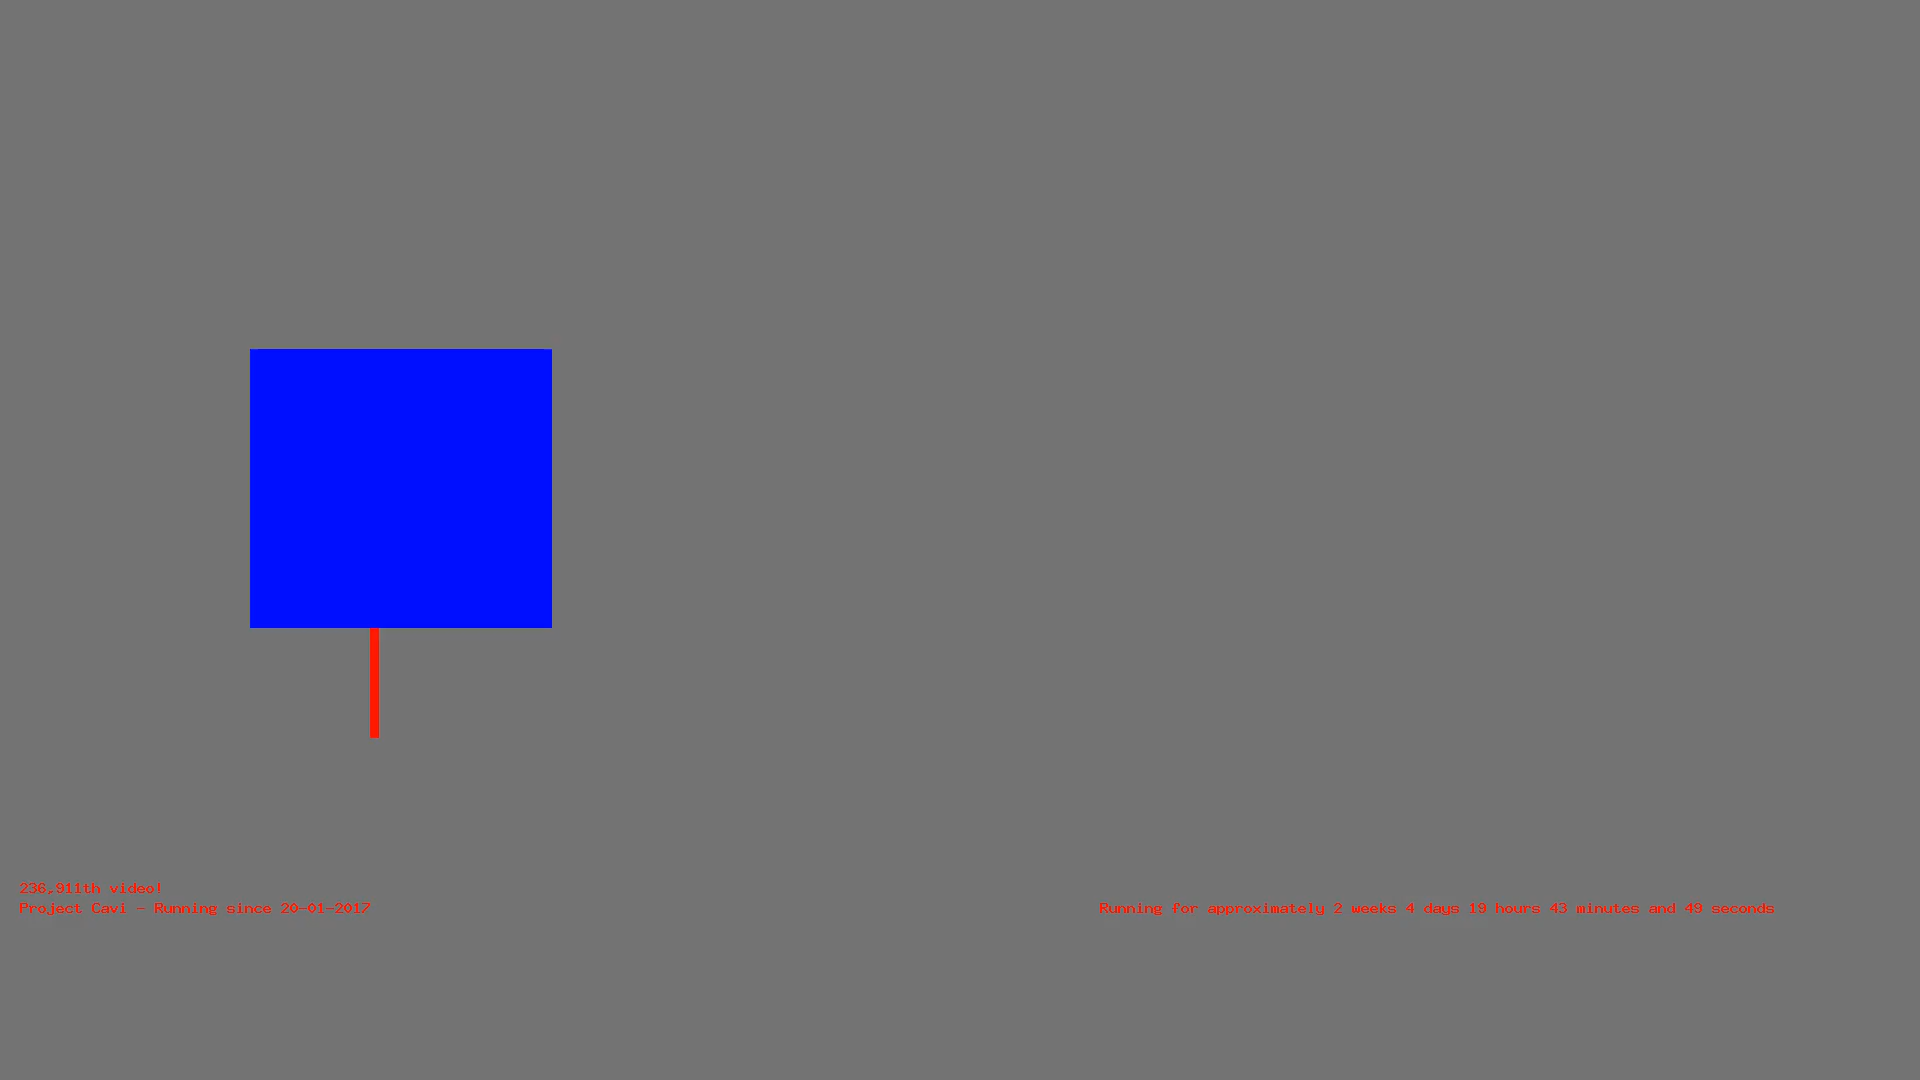 236,911th video!
Project Cavi - Running since 20-01-2017
Running for approximately 2 weeks 4 days 19 hours 43 minutes and 49 seconds